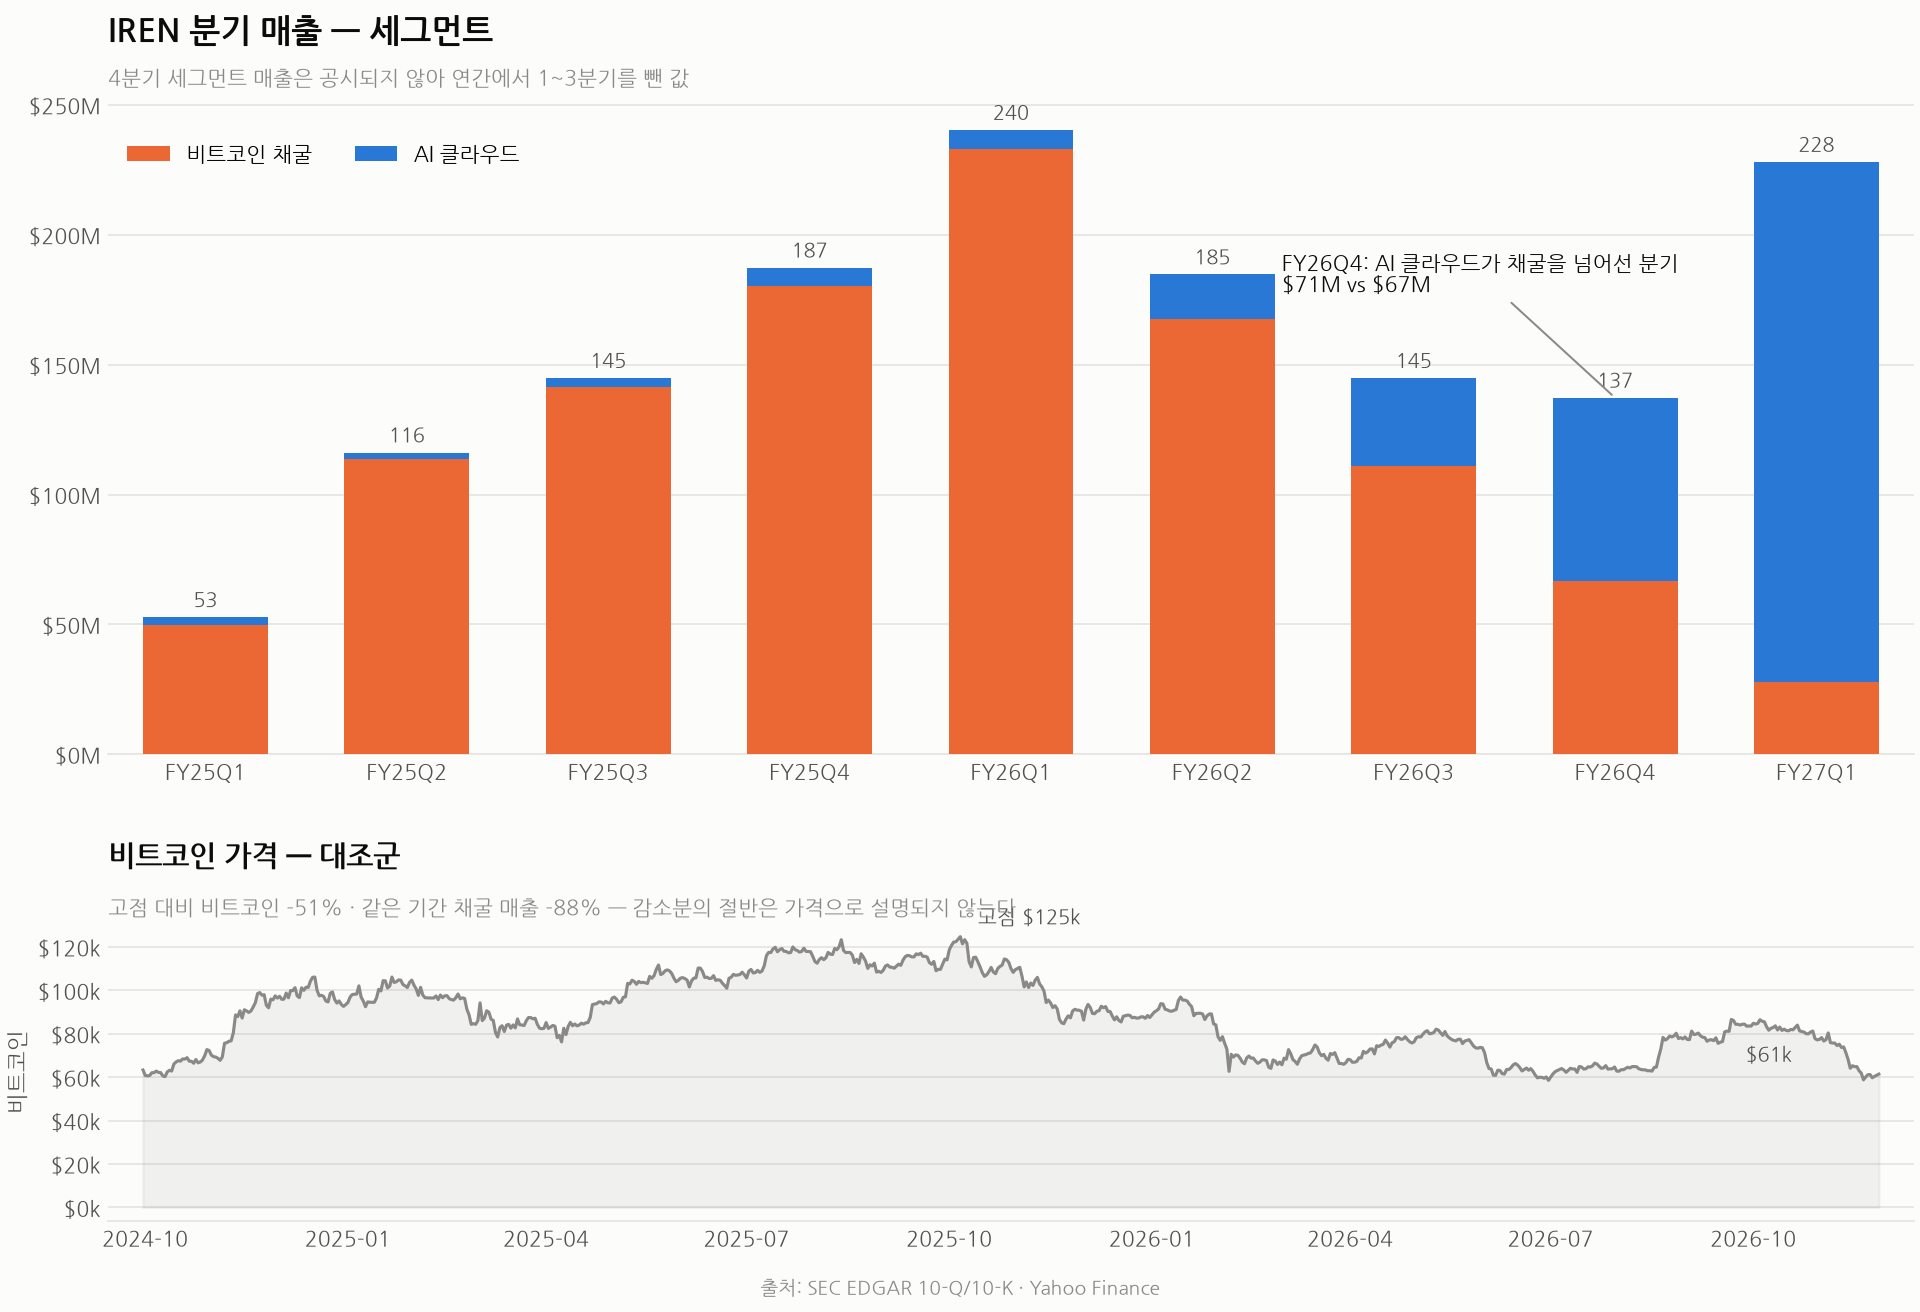 IREN 분기 매출 — 세그먼트
4분기 세그먼트 매출은 공시되지 않아 연간에서 1~3분기를 뺀 값
$250M
$200M
$150M
$100M
$50M
$0M
비트코인 채굴
AI 클라우드
53
116
145
187
240
185
145
137
228
FY26Q4: AI 클라우드가 채굴을 넘어선 분기
$71M vs $67M
FY25Q1
FY25Q2
FY25Q3
FY25Q4
FY26Q1
FY26Q2
FY26Q3
FY26Q4
FY27Q1
비트코인 가격 — 대조군
고점 대비 비트코인 -51% · 같은 기간 채굴 매출 -88% — 감소분의 절반은 가격으로 설명되지 않는다
고점 $125k
$61k
비트코인
$120k
$100k
$80k
$60k
$40k
$20k
$0k
2024-10
2025-01
2025-04
2025-07
2025-10
2026-01
2026-04
2026-07
2026-10
출처: SEC EDGAR 10-Q/10-K · Yahoo Finance